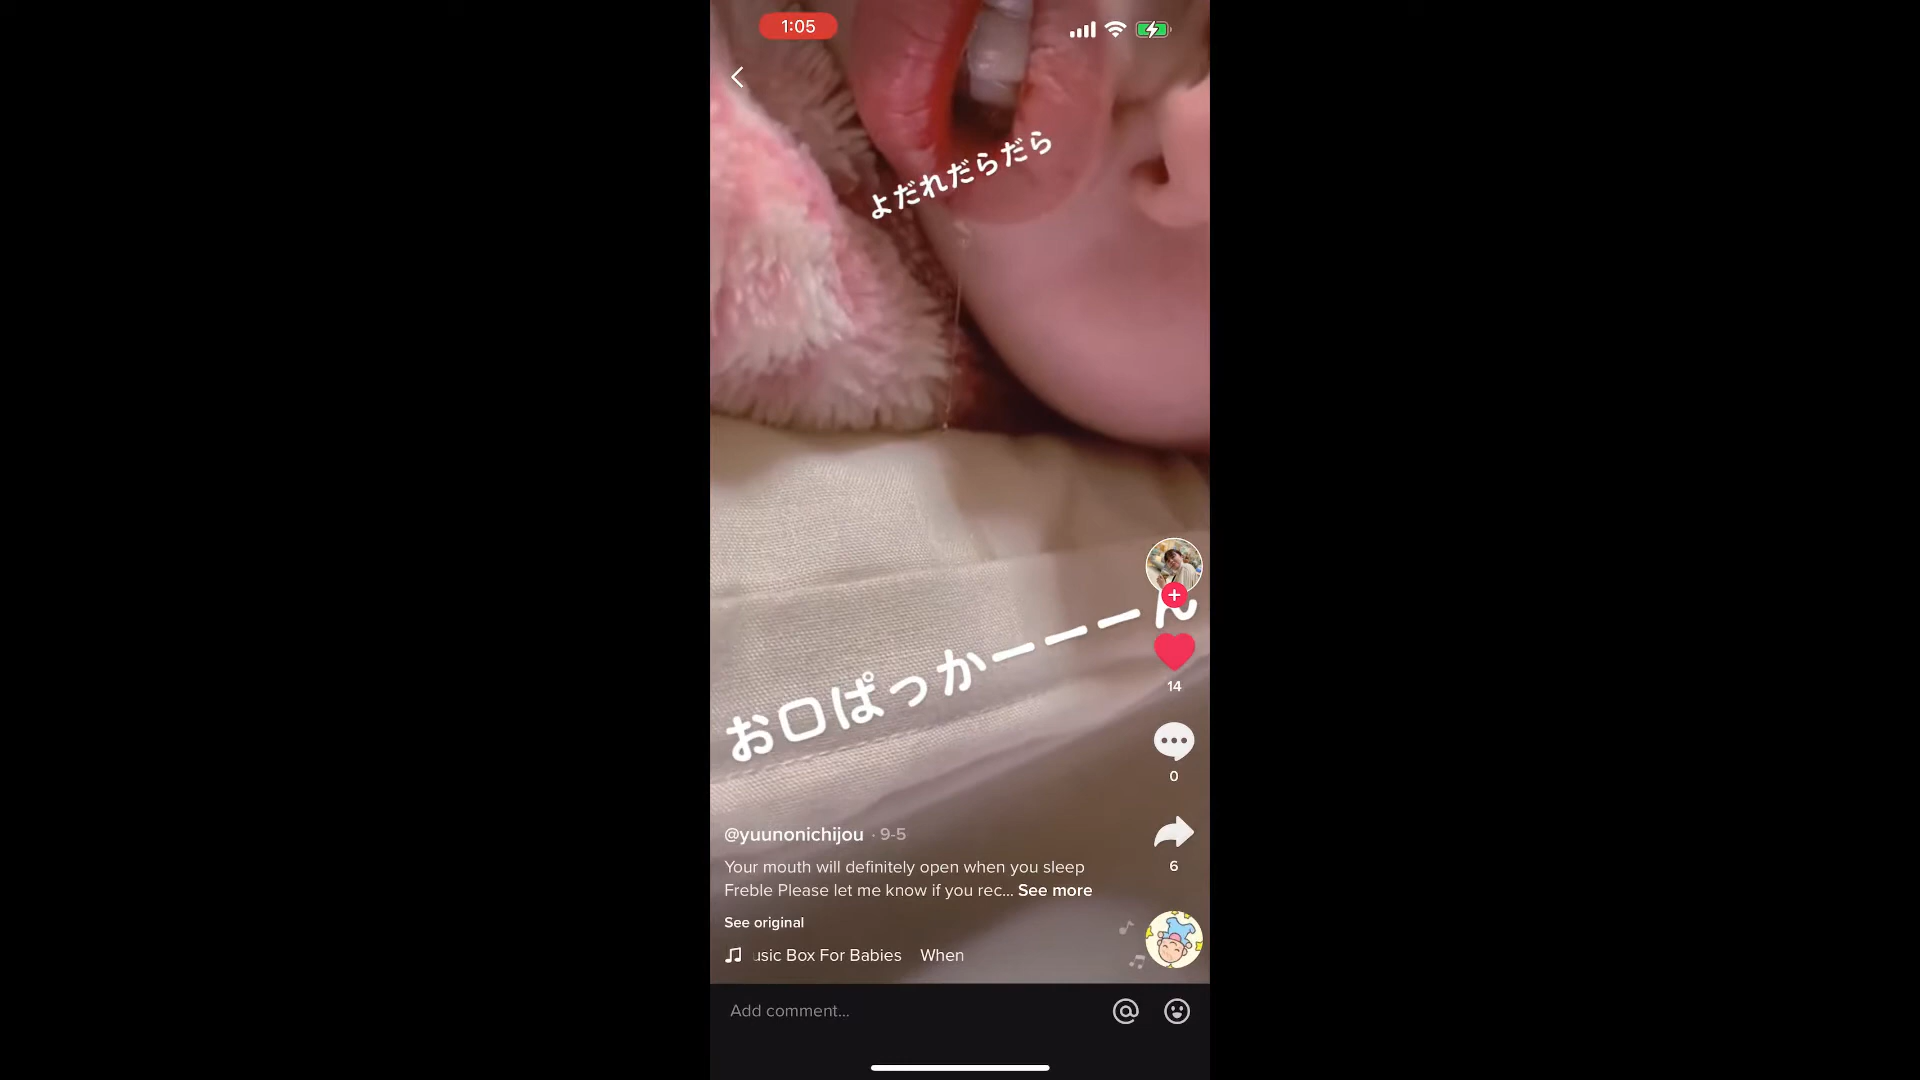 1:05
よだれだらだら
お口ぱっかーーーん
14
0
6
@yuunonichijou · 9-5
Your mouth will definitely open when you sleep
Freble Please let me know if you rec... See more
See original
usic Box For Babies When
Add comment...